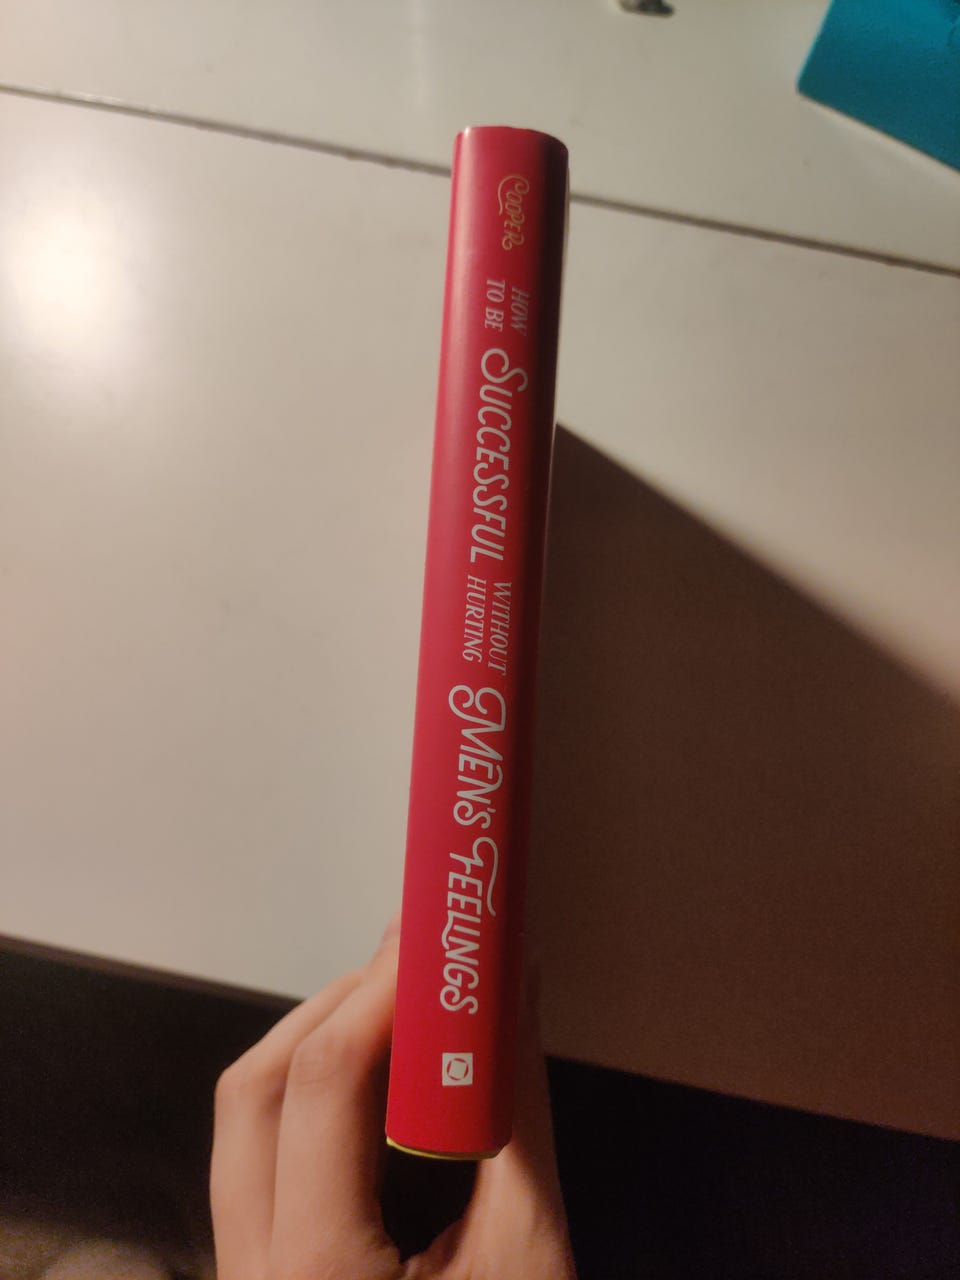 COOPER
HOW
TO BE
SUCCESSFUL
WITHOUT
HURTING
MEN'S FEELINGS